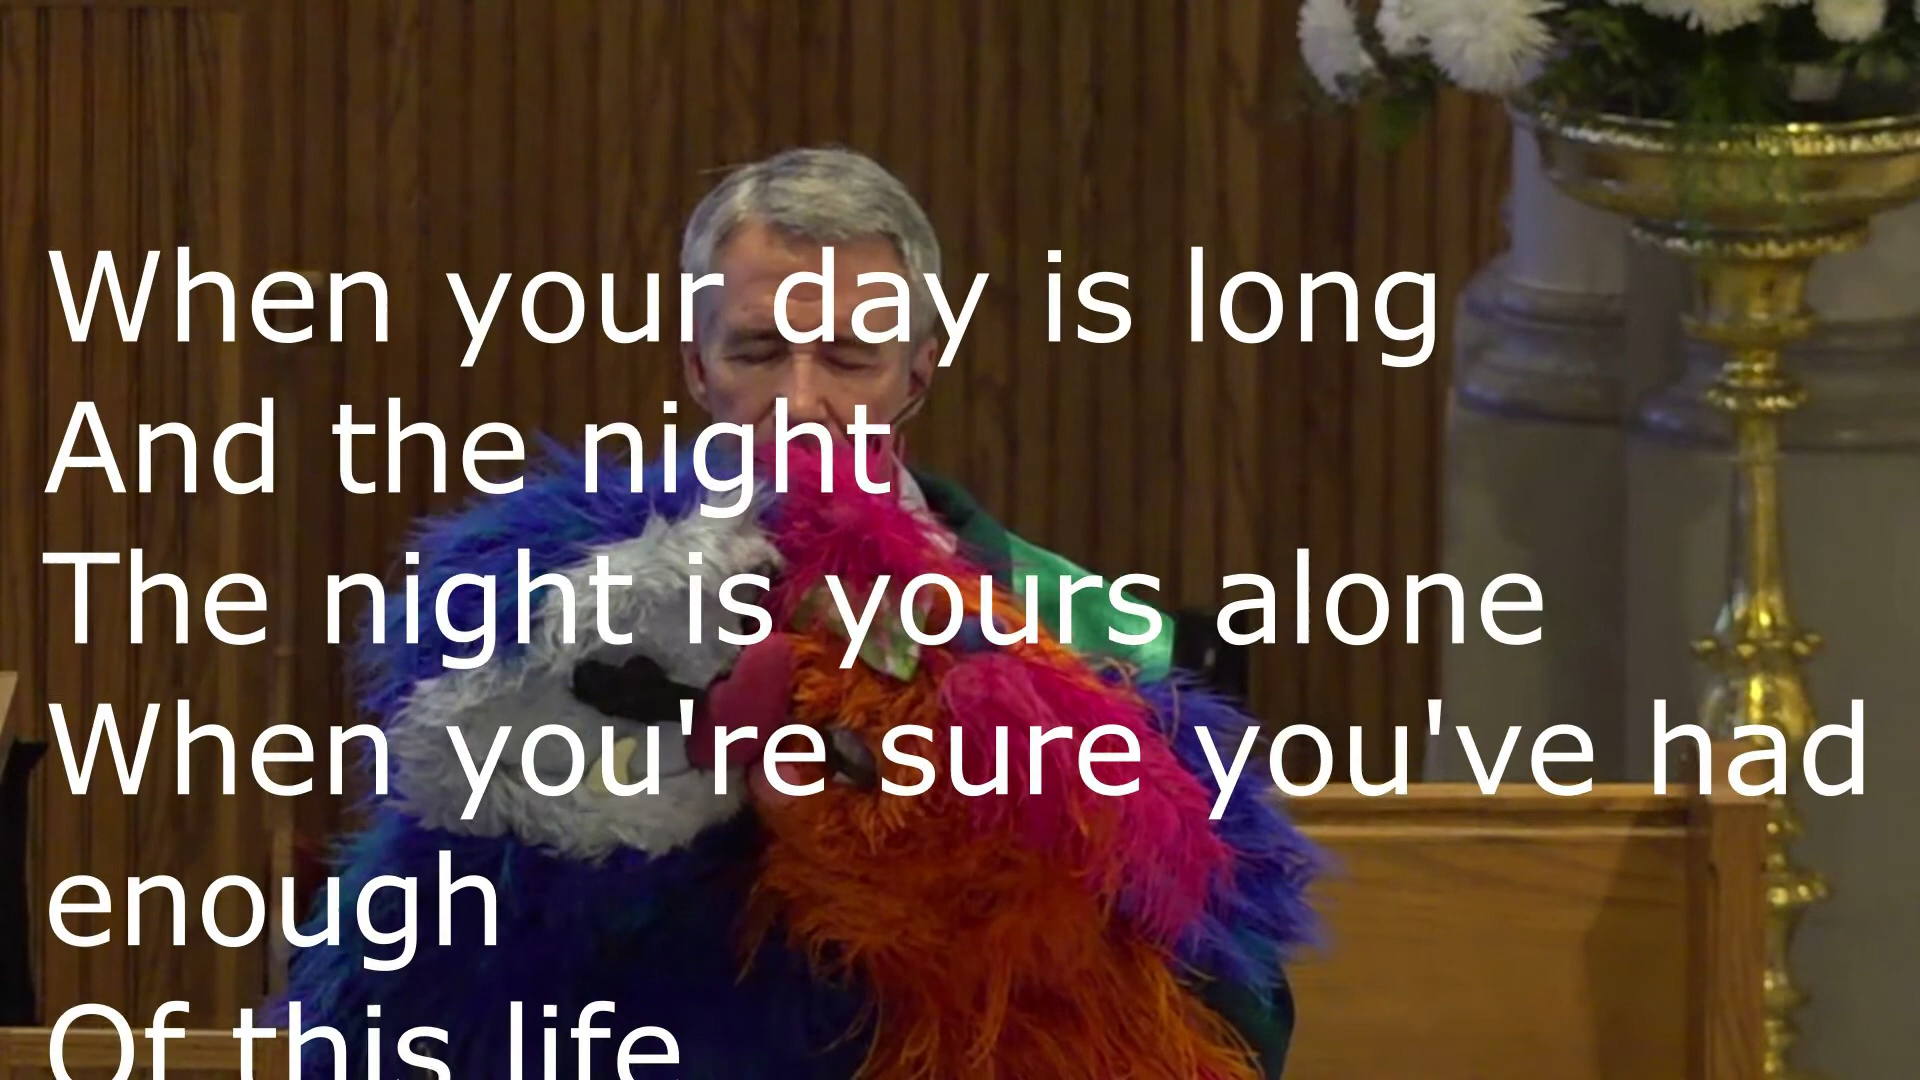 When your day is long
And the night
The night is yours alone
When you're sure you've had
enough
Of this life